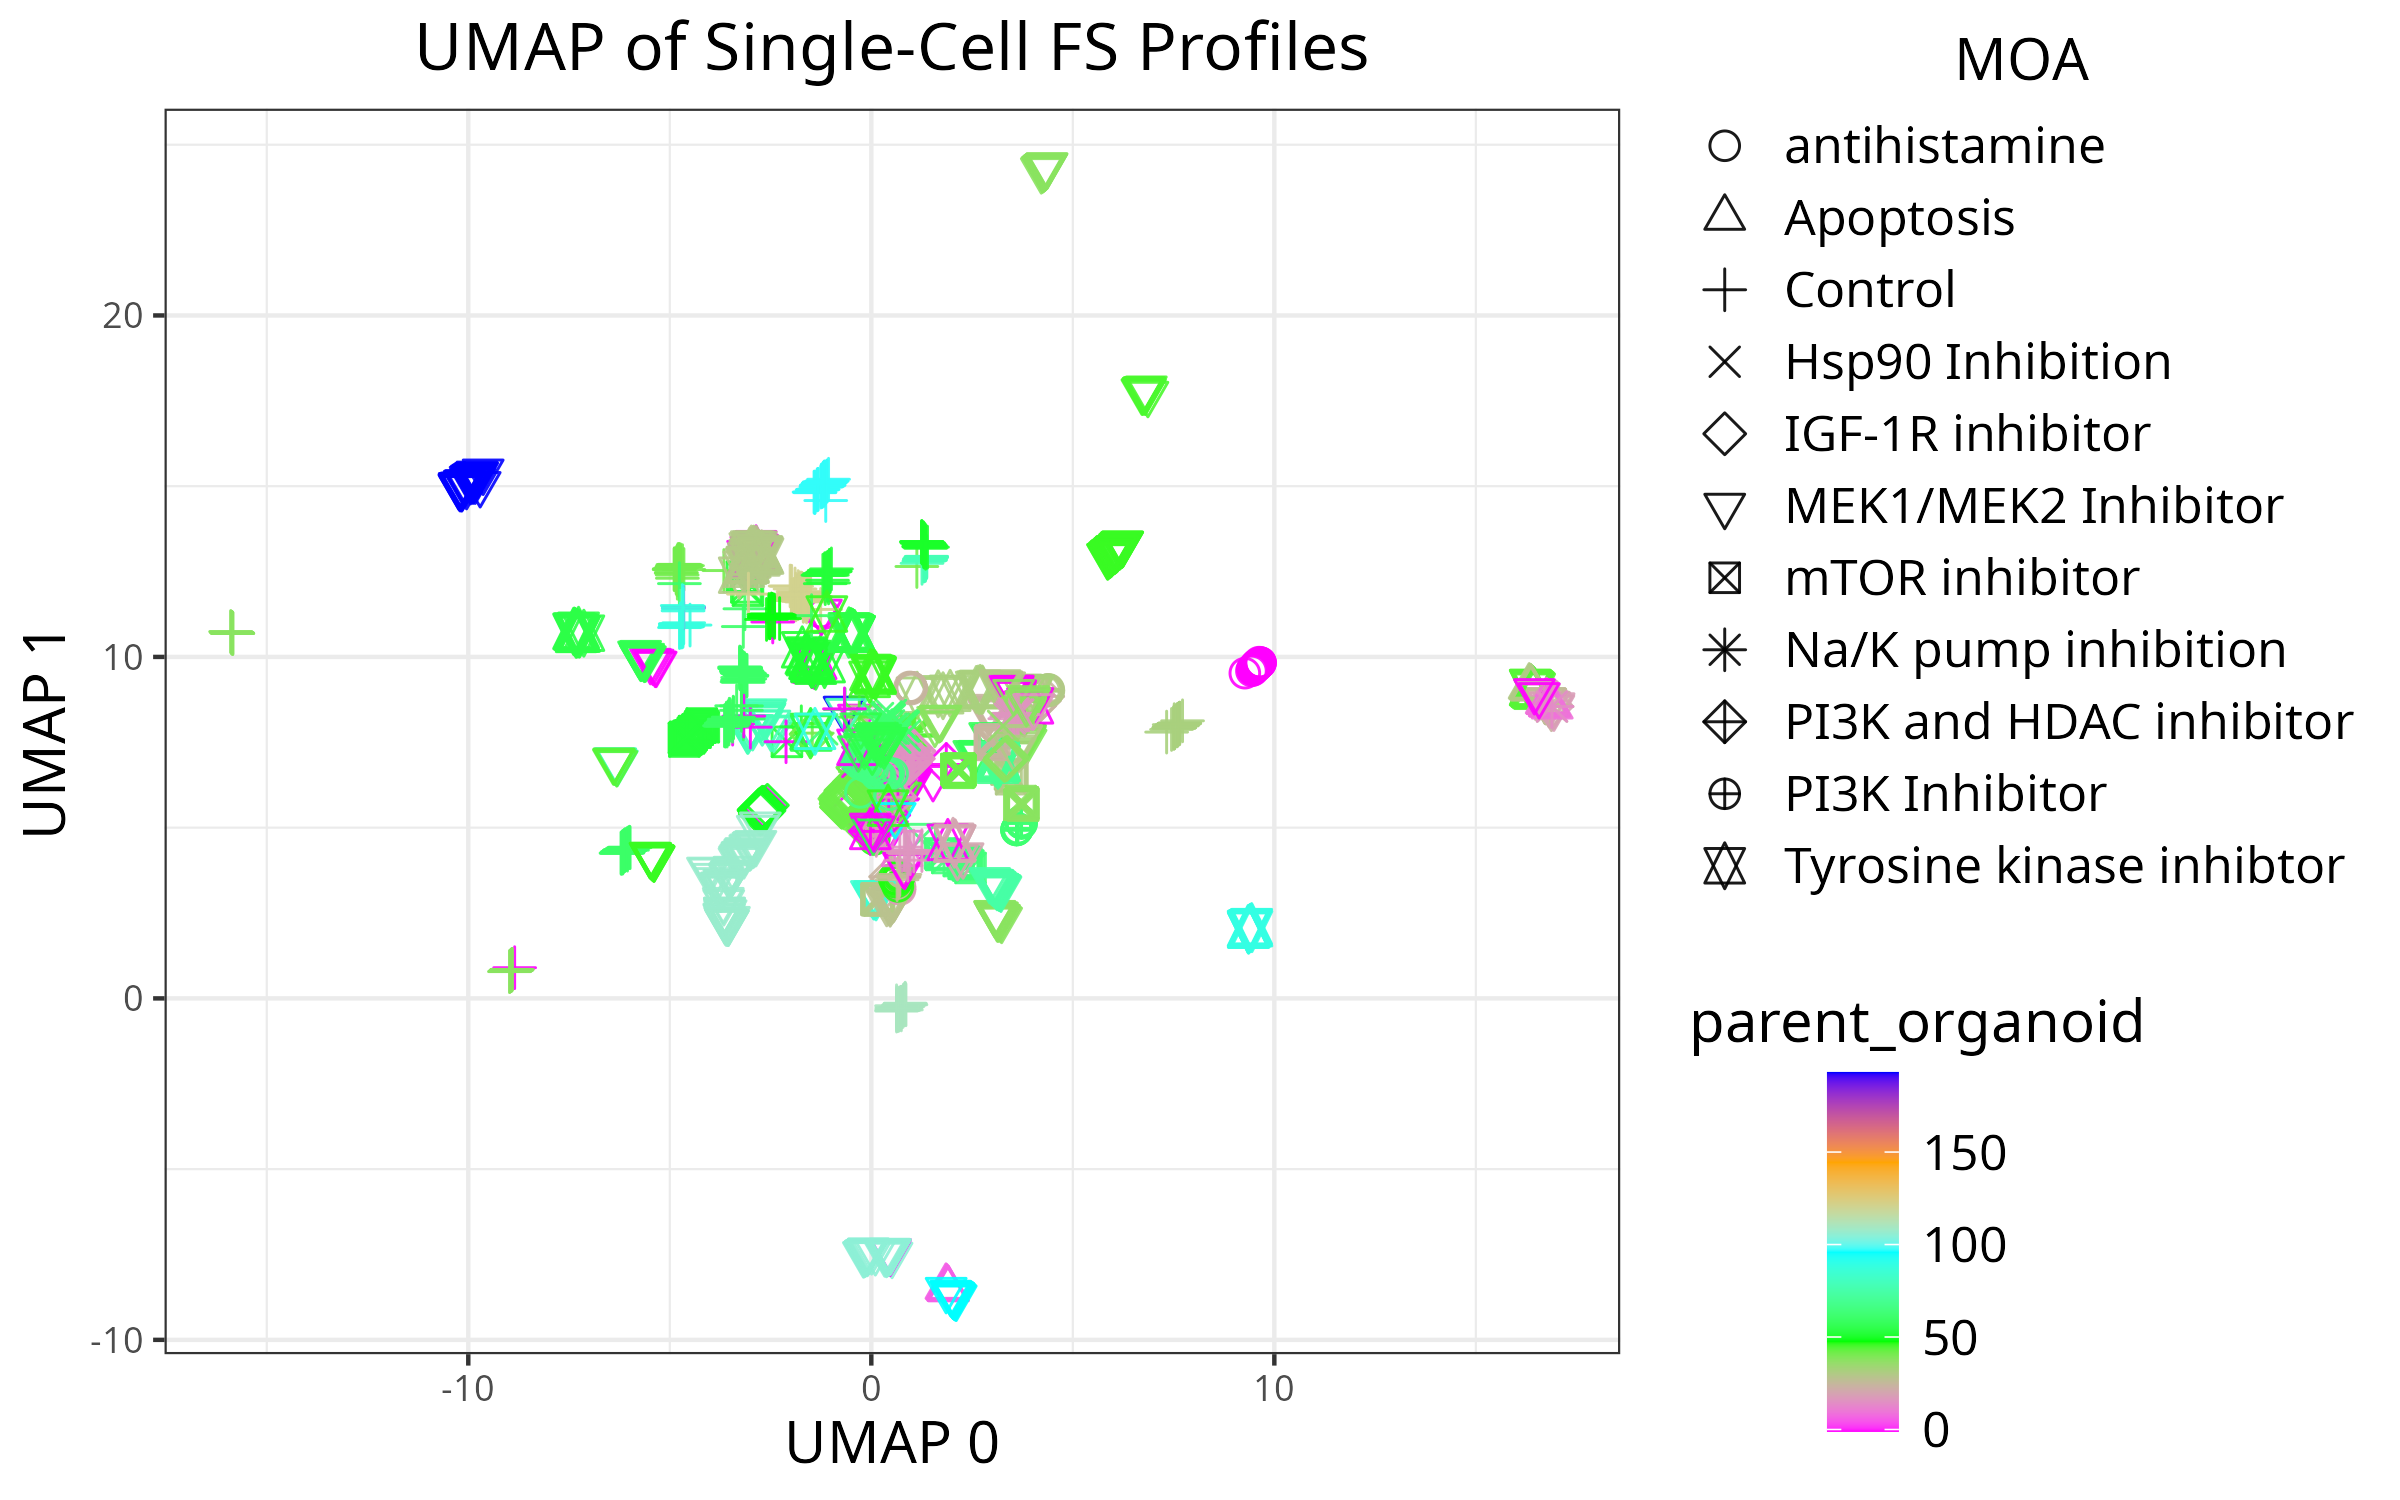 UMAP of Single-Cell FS Profiles
UMAP 1
20
10
0
-10
-10
0
10
UMAP 0
MOA
antihistamine
Apoptosis
Control
Hsp90 Inhibition
IGF-1R inhibitor
MEK1/MEK2 Inhibitor
mTOR inhibitor
Na/K pump inhibition
PI3K and HDAC inhibitor
PI3K Inhibitor
Tyrosine kinase inhibtor
parent_organoid
150
100
50
0